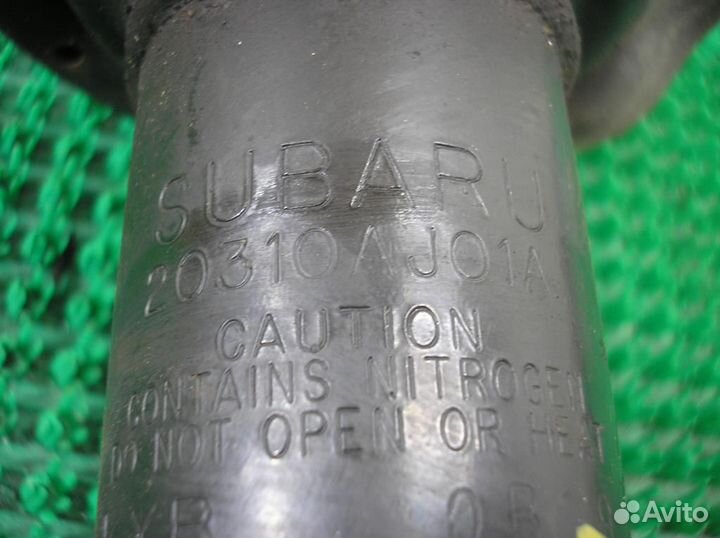 SUBARU
20310AJ01A
CAUTION
CONTAINS NITROGEN
DO NOT OPEN OR HEAT
Avito